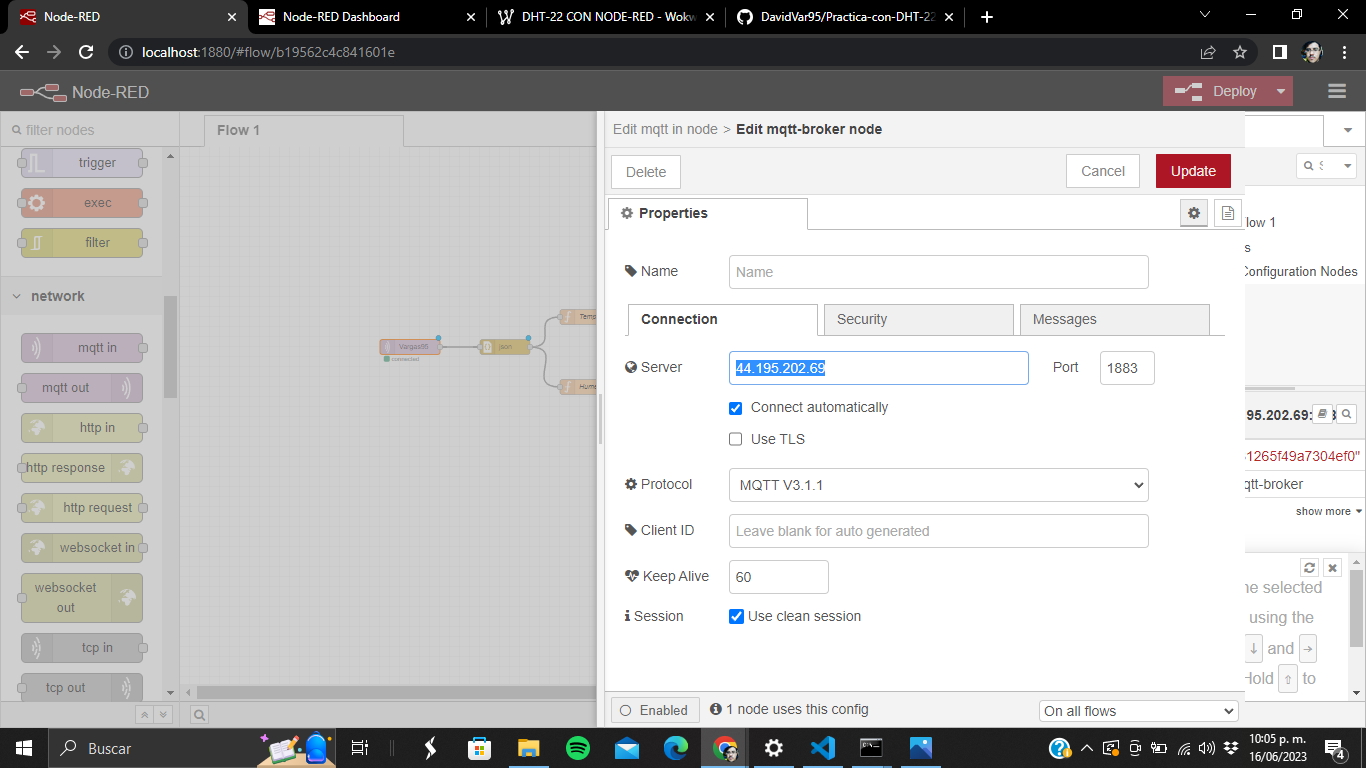 Node-RED
Node-RED Dashboard
DHT-22 CON NODE-RED - Wokw
DavidVar95/Practica-con-DHT-22
localhost:1880/#flow/b19562c4c841601e
Node-RED
Deploy
filter nodes
Flow 1
trigger
exec
filter
network
mqtt in
mqtt out
http in
http response
http request
websocket in
websocket
out
tcp in
tcp out
Vargas95
connected
json
Temp
Hume
Edit mqtt in node > Edit mqtt-broker node
Delete
Cancel
Update
Properties
Name
Name
Connection
Security
Messages
Server
44.195.202.69
Port
1883
Connect automatically
Use TLS
Protocol
MQTT V3.1.1
Client ID
Leave blank for auto generated
Keep Alive
60
Session
Use clean session
Enabled
1 node uses this config
On all flows
low 1
s
Configuration Nodes
95.202.69:
1265f49a7304ef0"
qtt-broker
show more
he selected
using the
↓ and →
Hold ⇧ to
Buscar
10:05 p. m.
16/06/2023
4